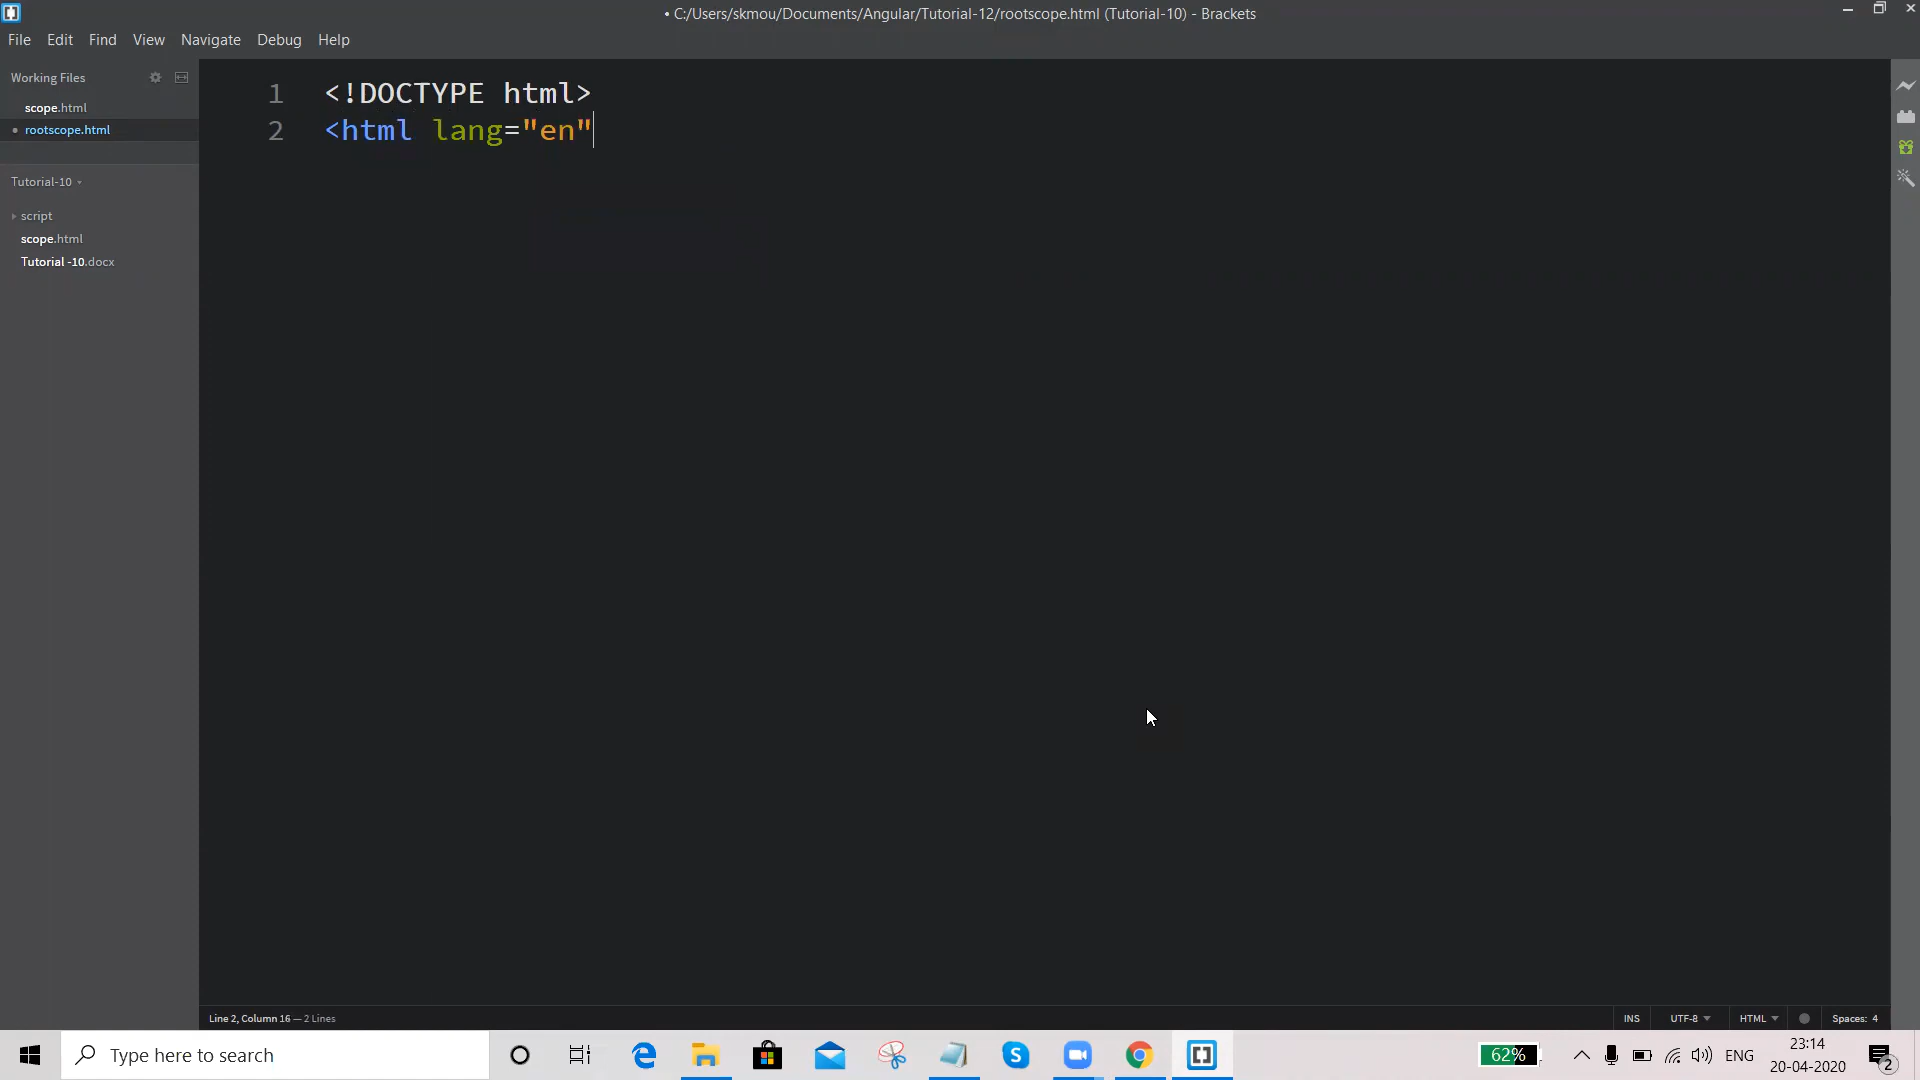 • C:/Users/skmou/Documents/Angular/Tutorial-12/rootscope.html (Tutorial-10) - Brackets
File Edit Find View Navigate Debug Help
Working Files
scope.html
• rootscope.html
Tutorial-10
script
scope.html
Tutorial -10.docx
1 <!DOCTYPE html>
2 <html lang="en"
Line 2, Column 16 — 2 Lines
INS UTF-8 HTML Spaces: 4
Type here to search
62%
ENG
23:14
20-04-2020
2